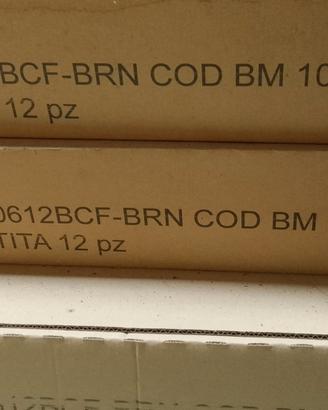 BCF-BRN COD BM 10
12 pz
0612BCF-BRN COD BM
TITA 12 pz